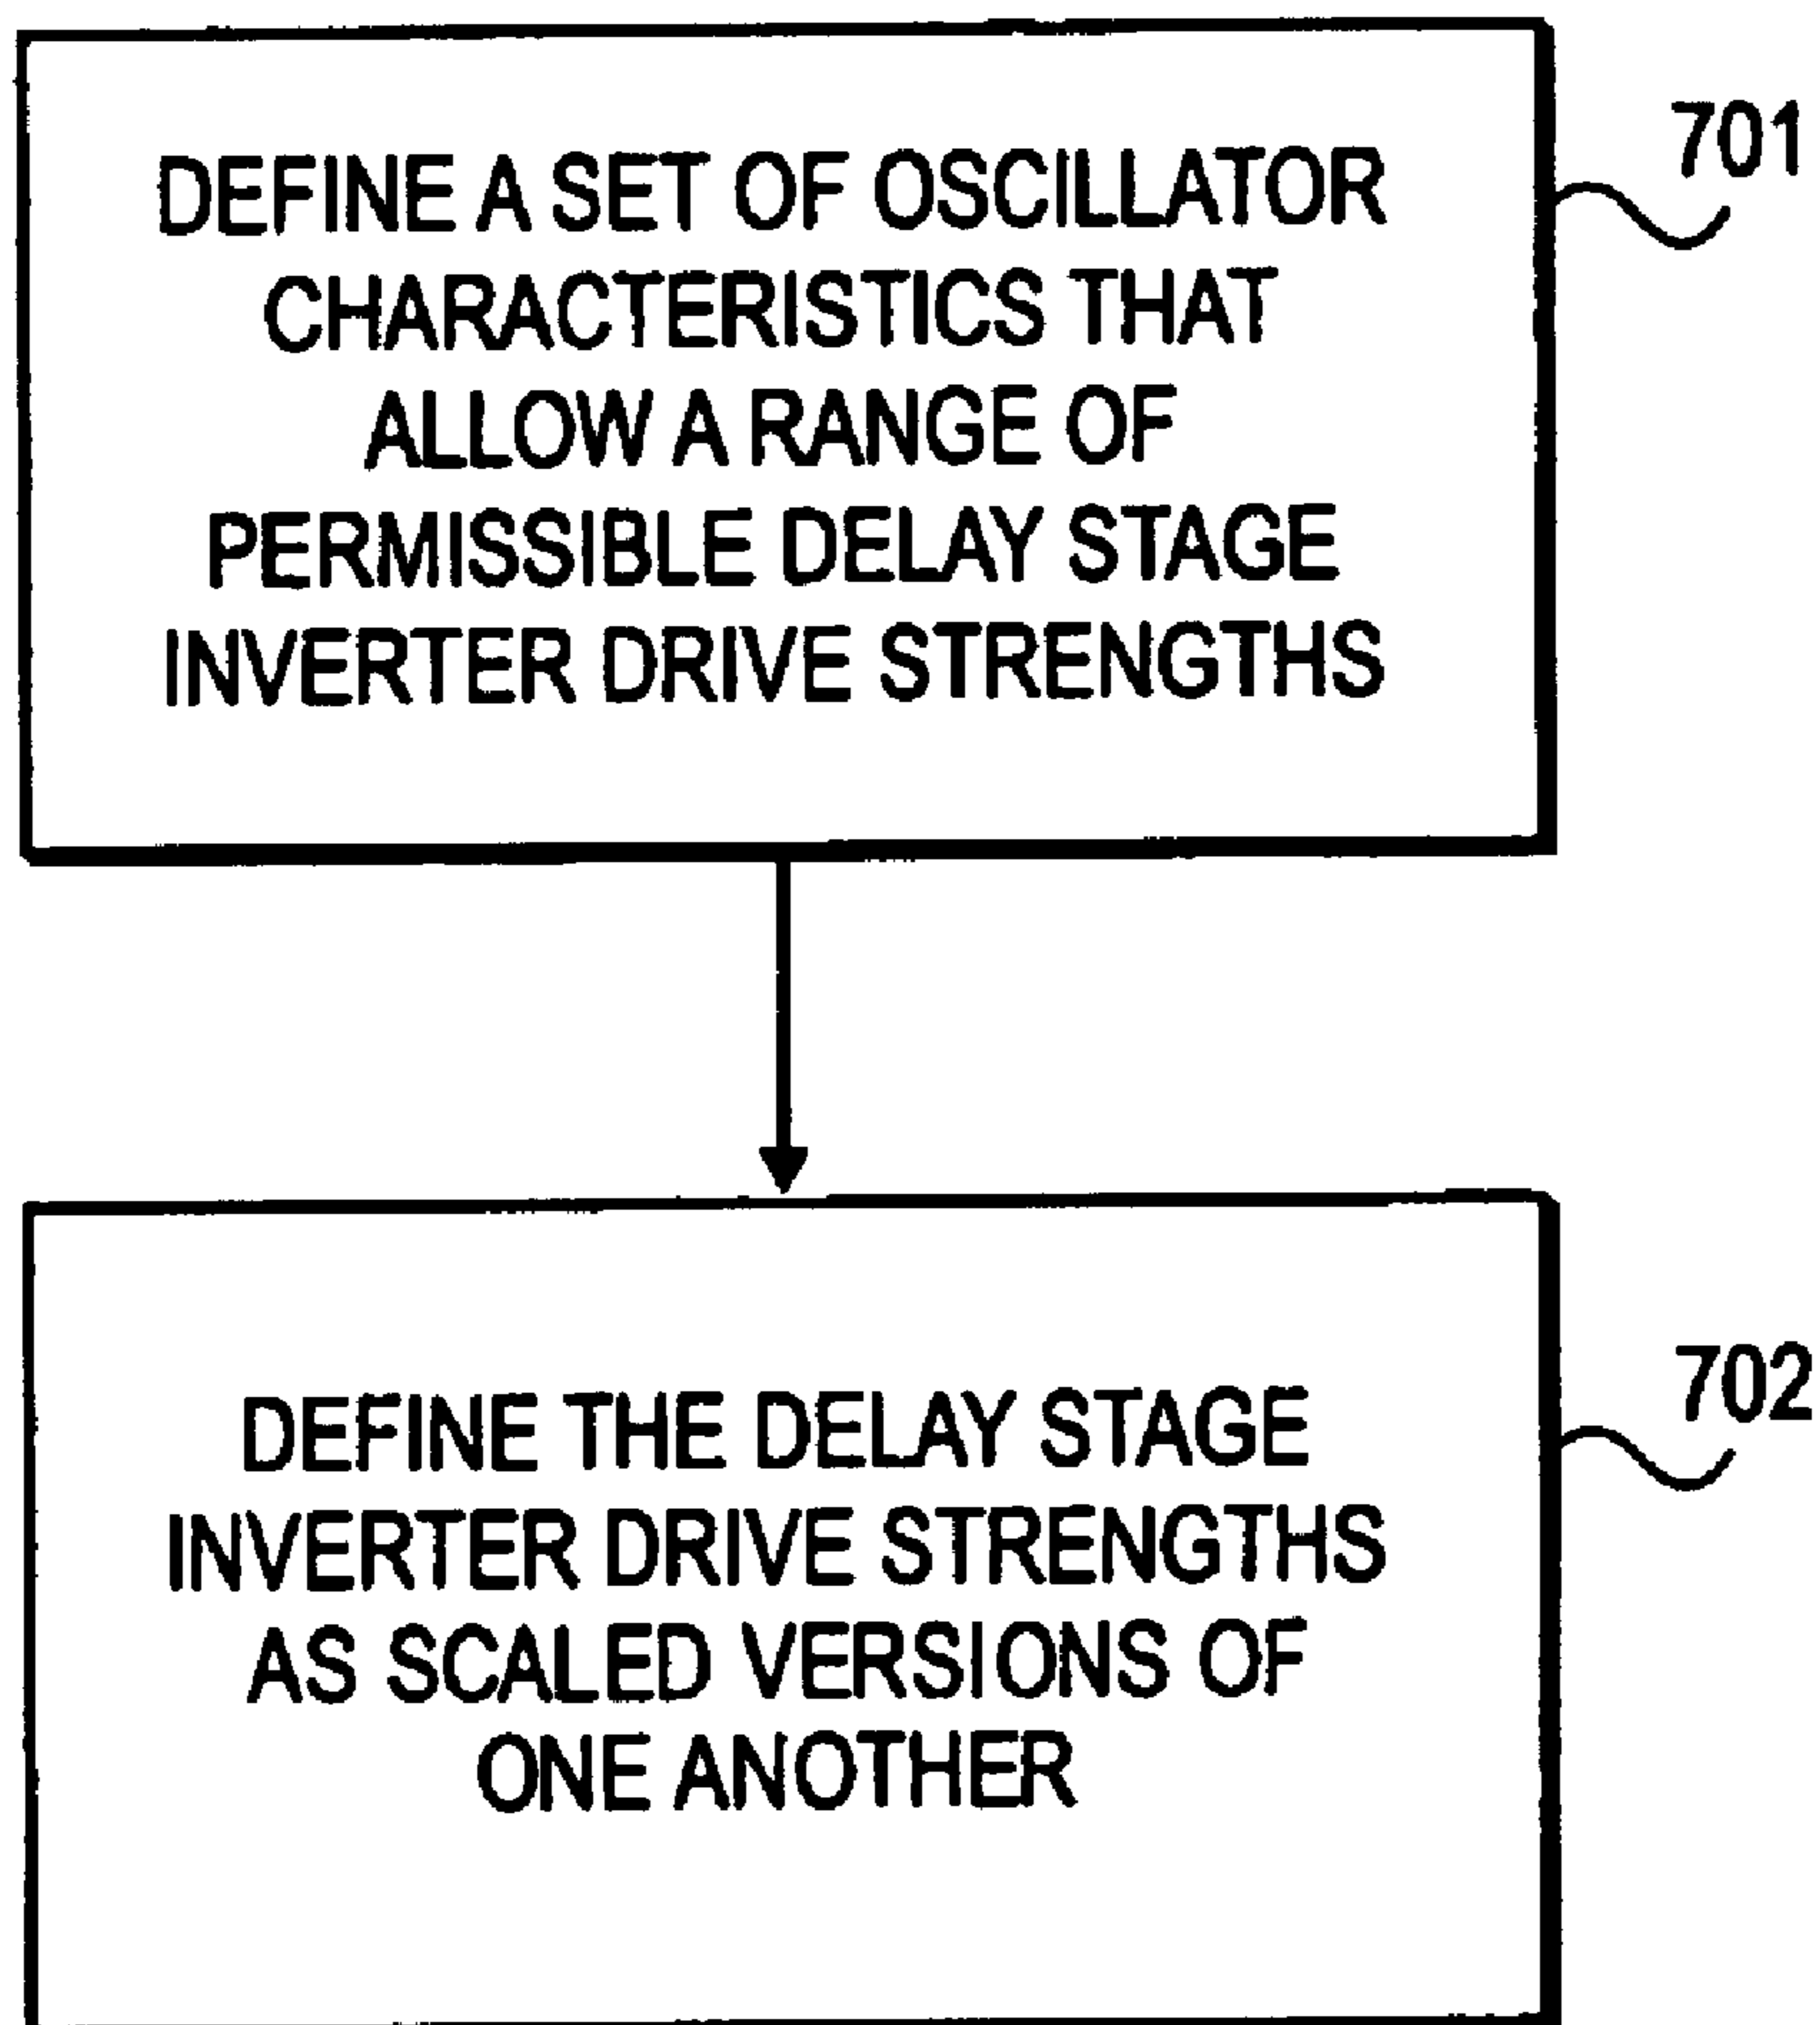 DEFINE A SET OF OSCILLATOR
CHARACTERISTICS THAT
ALLOW A RANGE OF
PERMISSIBLE DELAY STAGE
INVERTER DRIVE STRENGTHS
701
DEFINE THE DELAY STAGE
INVERTER DRIVE STRENGTHS
AS SCALED VERSIONS OF
ONE ANOTHER
702